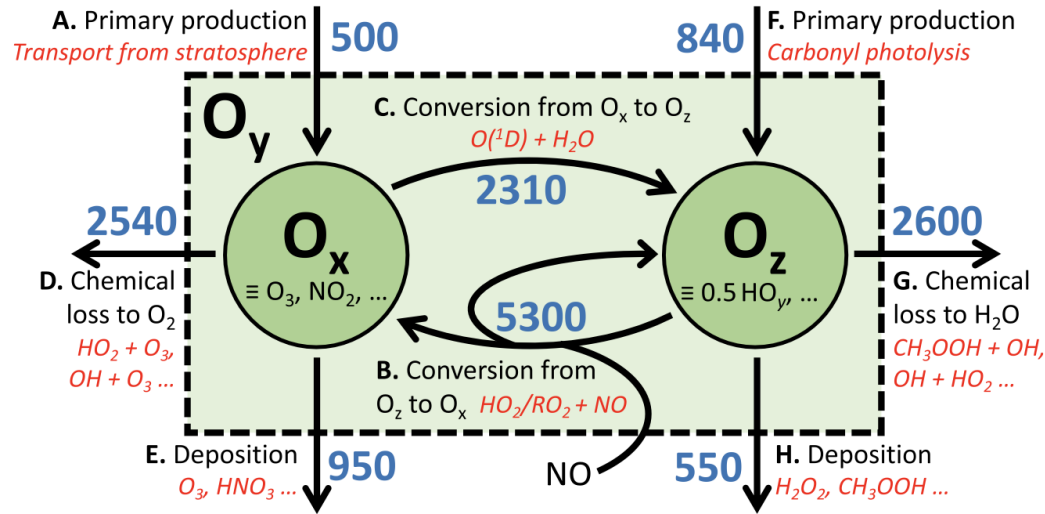 A. Primary production
Transport from stratosphere
500
840
F. Primary production
Carbonyl photolysis
Oy
C. Conversion from Ox to Oz
O(¹D) + H₂O
2310
2540
D. Chemical
loss to O₂
HO₂ + O₃,
OH + O₃ ...
Ox
≡ O₃, NO₂, ...
Oz
≡ 0.5 HOy, ...
2600
G. Chemical
loss to H₂O
CH₃OOH + OH,
OH + HO₂ ...
5300
B. Conversion from
Oz to Ox HO₂/RO₂ + NO
NO
E. Deposition
O₃, HNO₃ ...
950
550
H. Deposition
H₂O₂, CH₃OOH ...